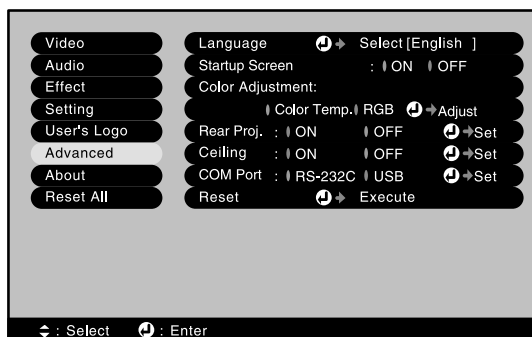 Video
Audio
Effect
Setting
User's Logo
Advanced
About
Reset All
Language Select [English ]
Startup Screen : ON OFF
Color Adjustment:
Color Temp. RGB Adjust
Rear Proj. : ON OFF Set
Ceiling : ON OFF Set
COM Port : RS-232C USB Set
Reset Execute
: Select : Enter